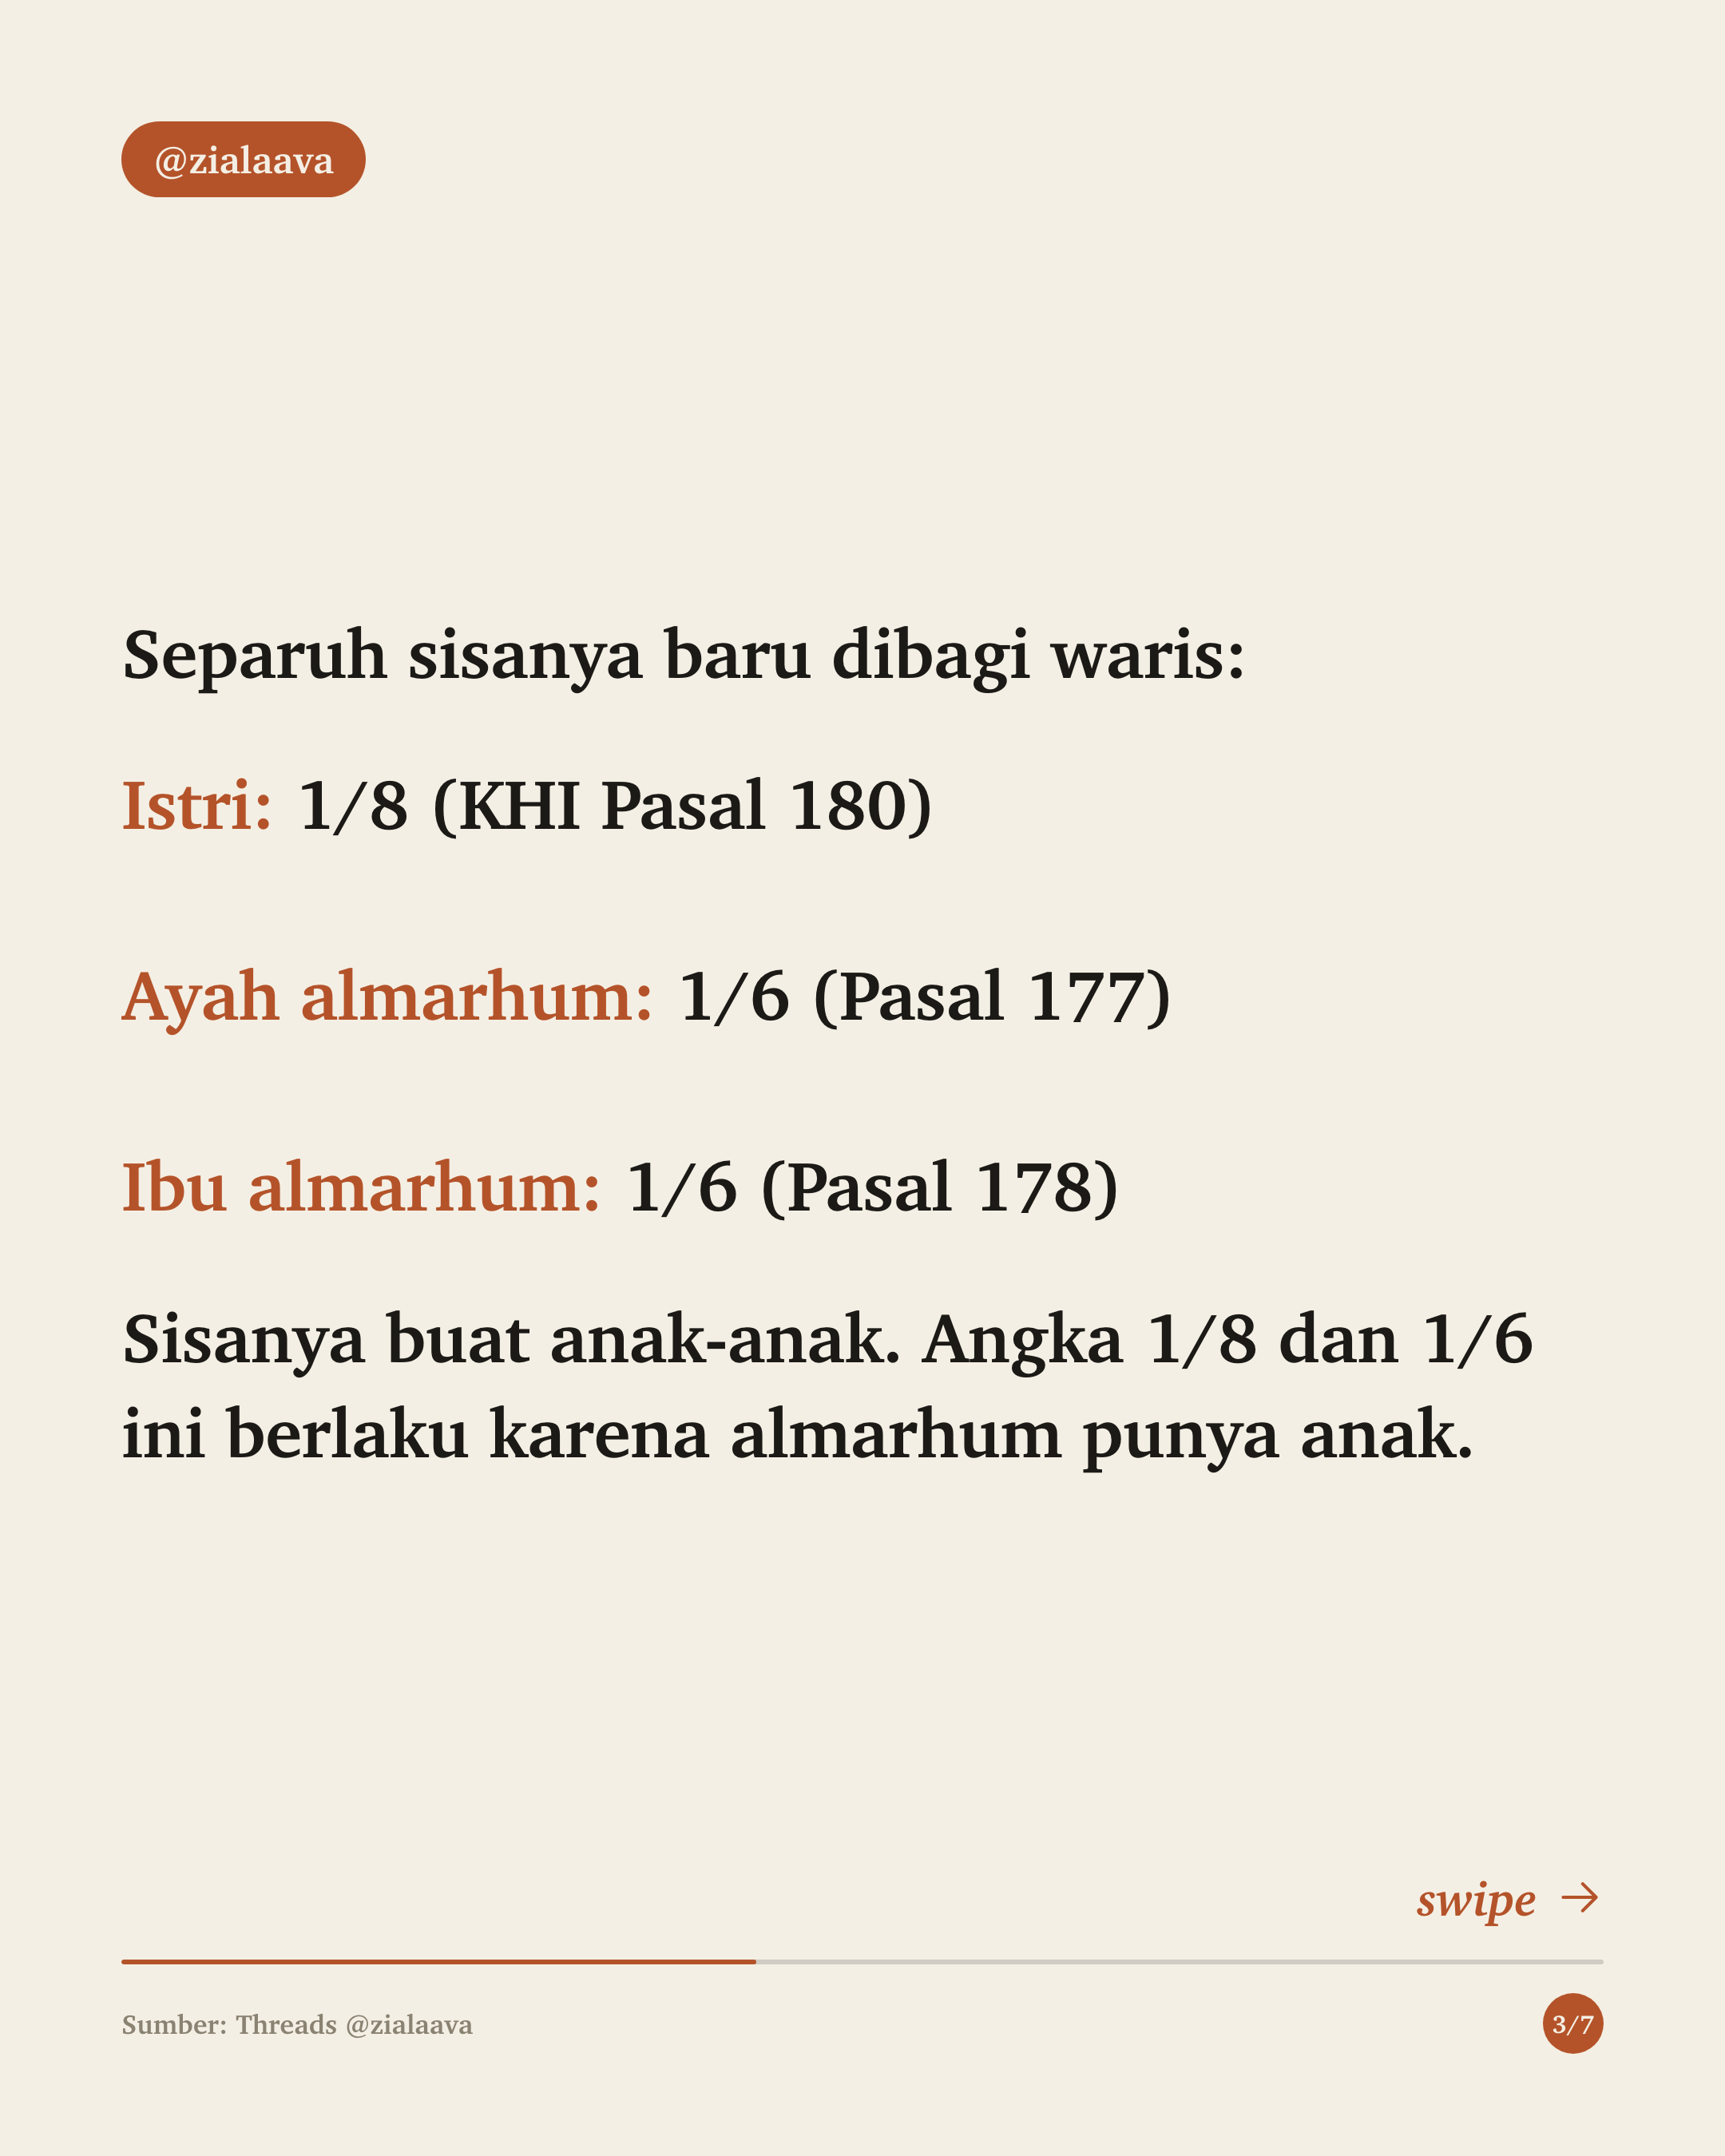 @zialaava
Separuh sisanya baru dibagi waris:
Istri: 1/8 (KHI Pasal 180)
Ayah almarhum: 1/6 (Pasal 177)
Ibu almarhum: 1/6 (Pasal 178)
Sisanya buat anak-anak. Angka 1/8 dan 1/6
ini berlaku karena almarhum punya anak.
swipe →
Sumber: Threads @zialaava
3/7